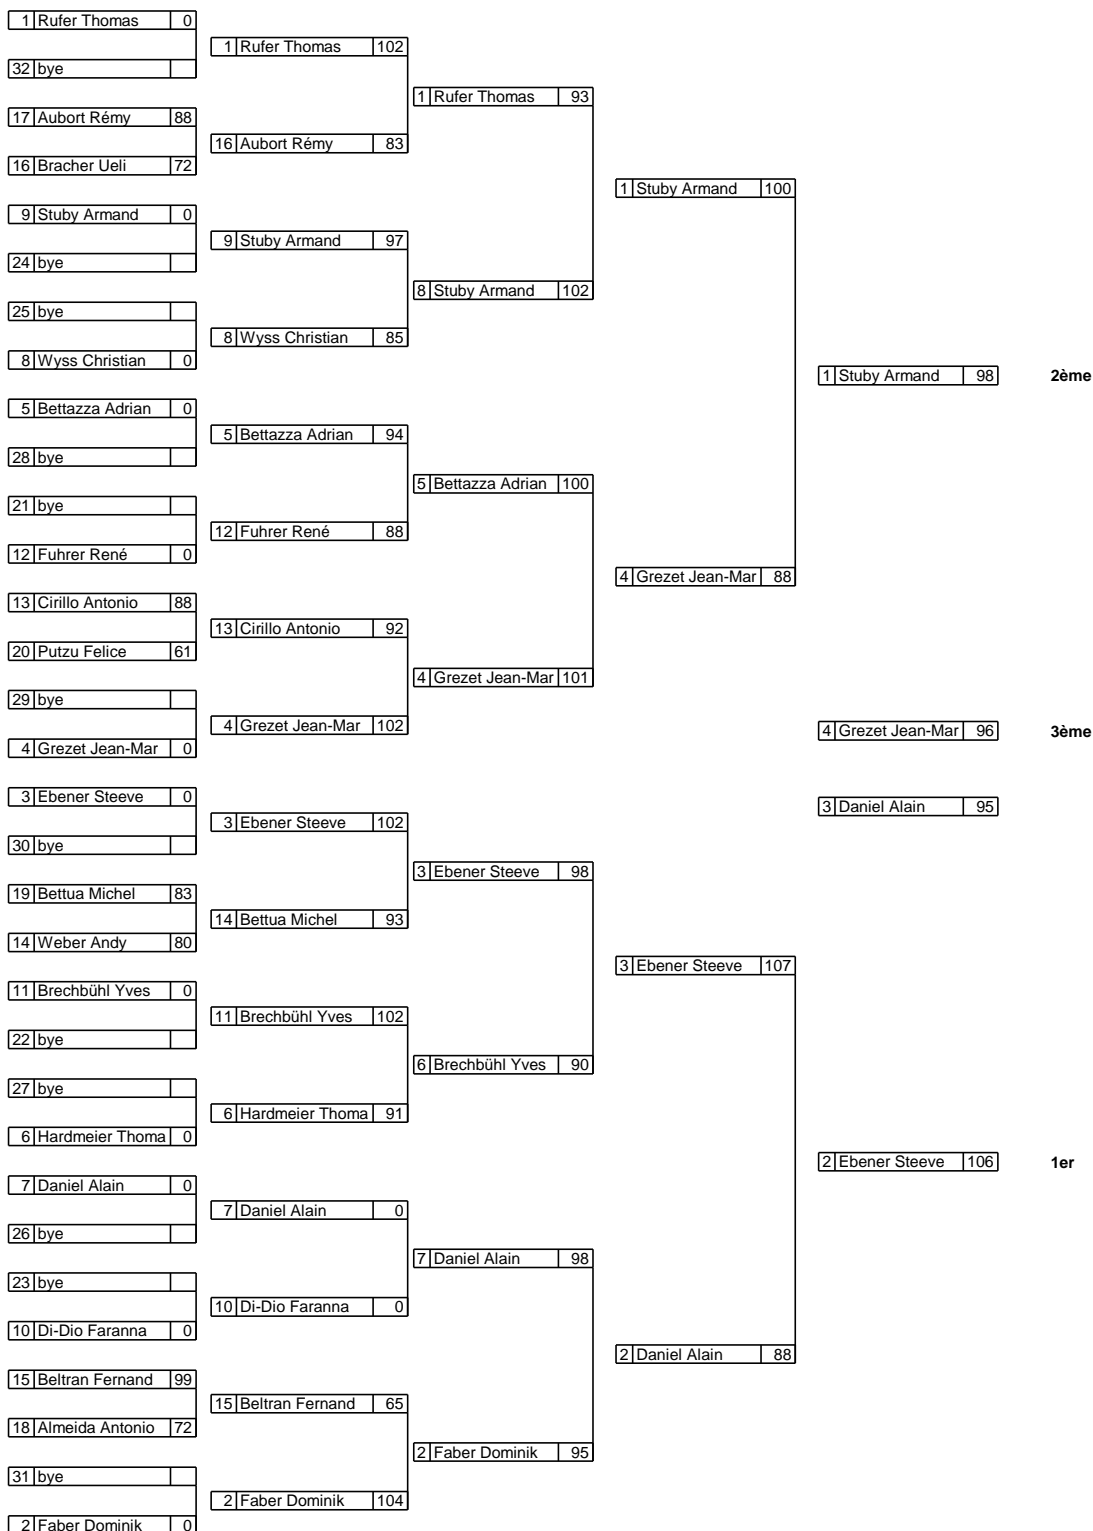 1 Rufer Thomas 0
32 bye
17 Aubort Rémy 88
16 Bracher Ueli 72
9 Stuby Armand 0
24 bye
25 bye
8 Wyss Christian 0
5 Bettazza Adrian 0
28 bye
21 bye
12 Fuhrer René 0
13 Cirillo Antonio 88
20 Putzu Felice 61
29 bye
4 Grezet Jean-Mar 0
3 Ebener Steeve 0
30 bye
19 Bettua Michel 83
14 Weber Andy 80
11 Brechbühl Yves 0
22 bye
27 bye
6 Hardmeier Thoma 0
7 Daniel Alain 0
26 bye
23 bye
10 Di-Dio Faranna 0
15 Beltran Fernand 99
18 Almeida Antonio 72
31 bye
2 Faber Dominik 0
1 Rufer Thomas 102
16 Aubort Rémy 83
9 Stuby Armand 97
8 Wyss Christian 85
5 Bettazza Adrian 94
12 Fuhrer René 88
13 Cirillo Antonio 92
4 Grezet Jean-Mar 102
3 Ebener Steeve 102
14 Bettua Michel 93
11 Brechbühl Yves 102
6 Hardmeier Thoma 91
7 Daniel Alain 0
10 Di-Dio Faranna 0
15 Beltran Fernand 65
2 Faber Dominik 104
1 Rufer Thomas 93
8 Stuby Armand 102
5 Bettazza Adrian 100
4 Grezet Jean-Mar 101
3 Ebener Steeve 98
6 Brechbühl Yves 90
7 Daniel Alain 98
2 Faber Dominik 95
1 Stuby Armand 100
4 Grezet Jean-Mar 88
3 Ebener Steeve 107
2 Daniel Alain 88
1 Stuby Armand 98 2ème
4 Grezet Jean-Mar 96 3ème
3 Daniel Alain 95
2 Ebener Steeve 106 1er